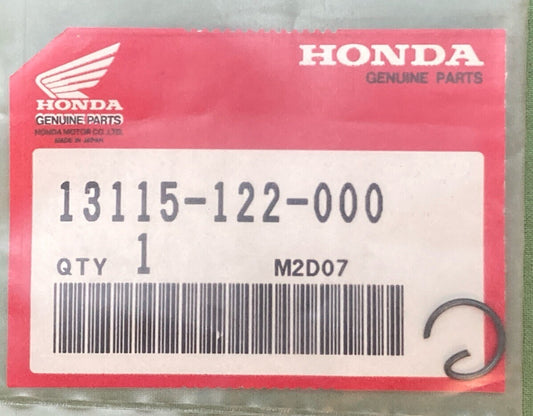 HONDA
GENUINE PARTS
HONDA
GENUINE PARTS
HONDA MOTOR CO., LTD.
MADE IN JAPAN
13115-122-000
QTY 1 M2D07